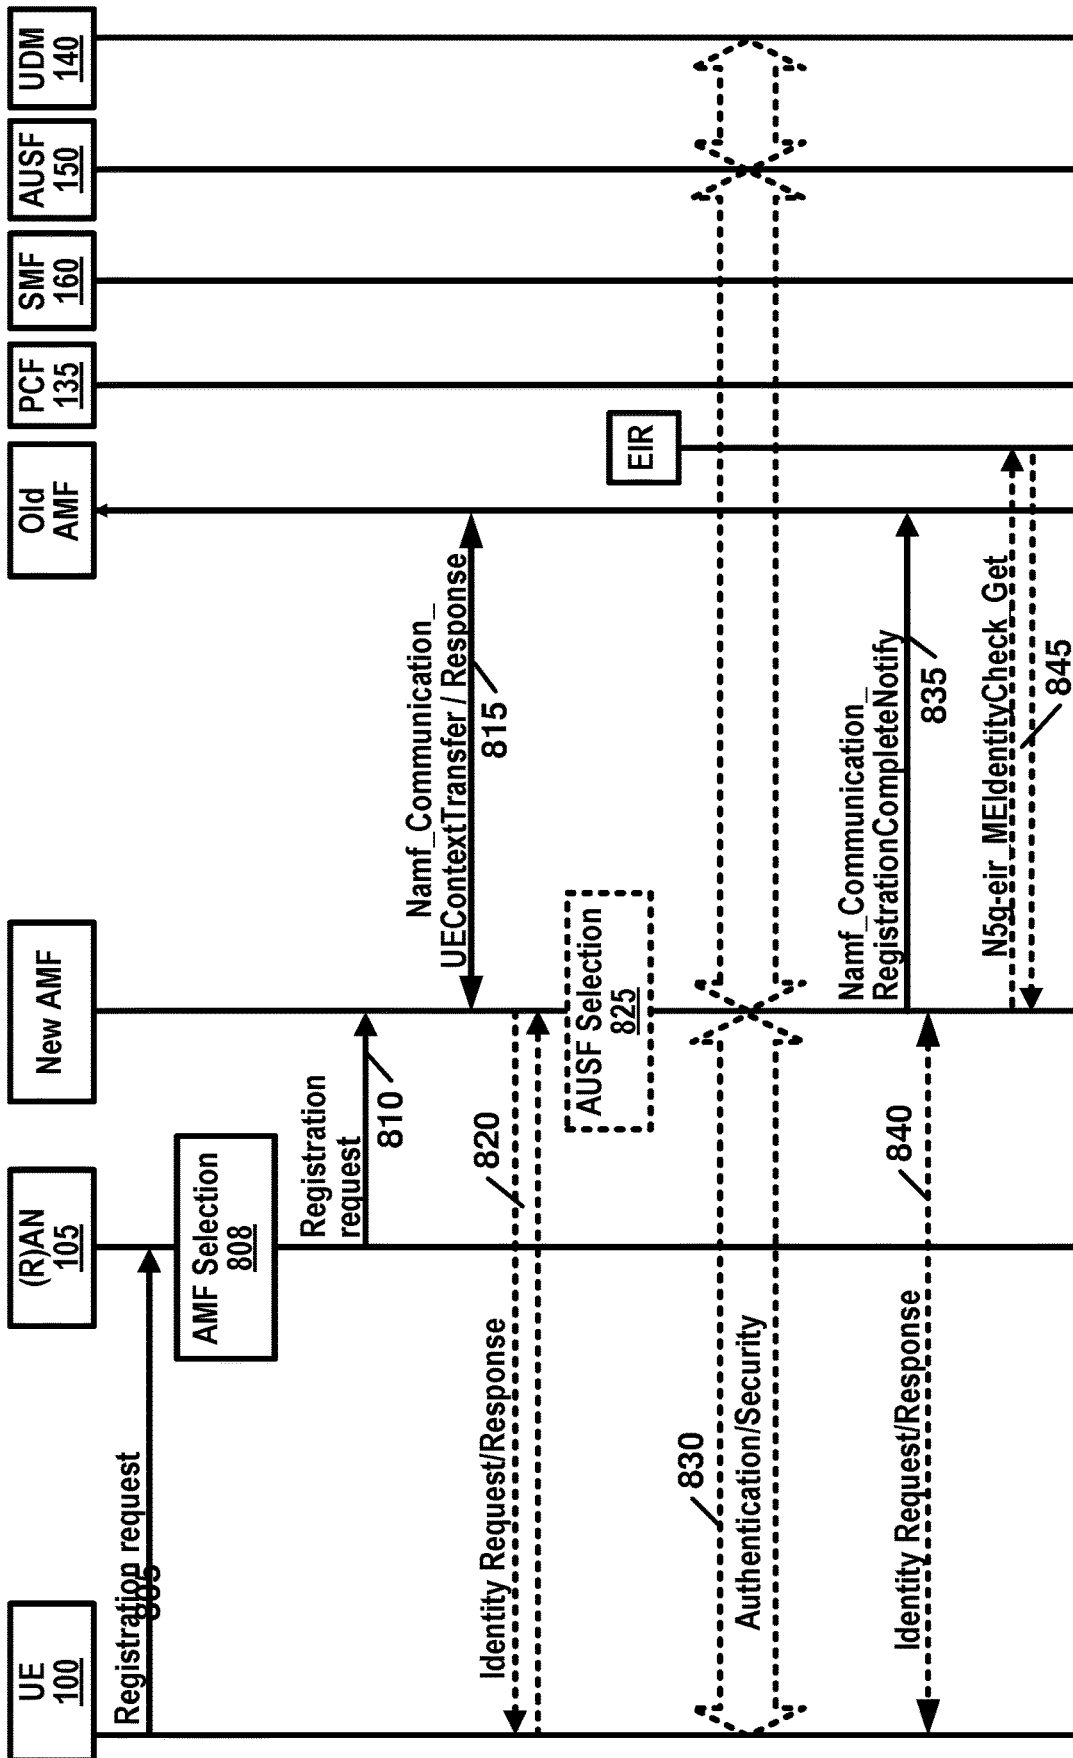 UE
100
(R)AN
105
New AMF
Old
AMF
PCF
135
SMF
160
AUSF
150
UDM
140
Registration request
805
AMF Selection
808
Registration
request
810
Namf_Communication_
UEContextTransfer / Response
815
Identity Request/Response
820
AUSF Selection
825
EIR
830
Authentication/Security
Namf_Communication_
RegistrationCompleteNotify
835
Identity Request/Response
840
N5g-eir_MEIdentityCheck_Get
845